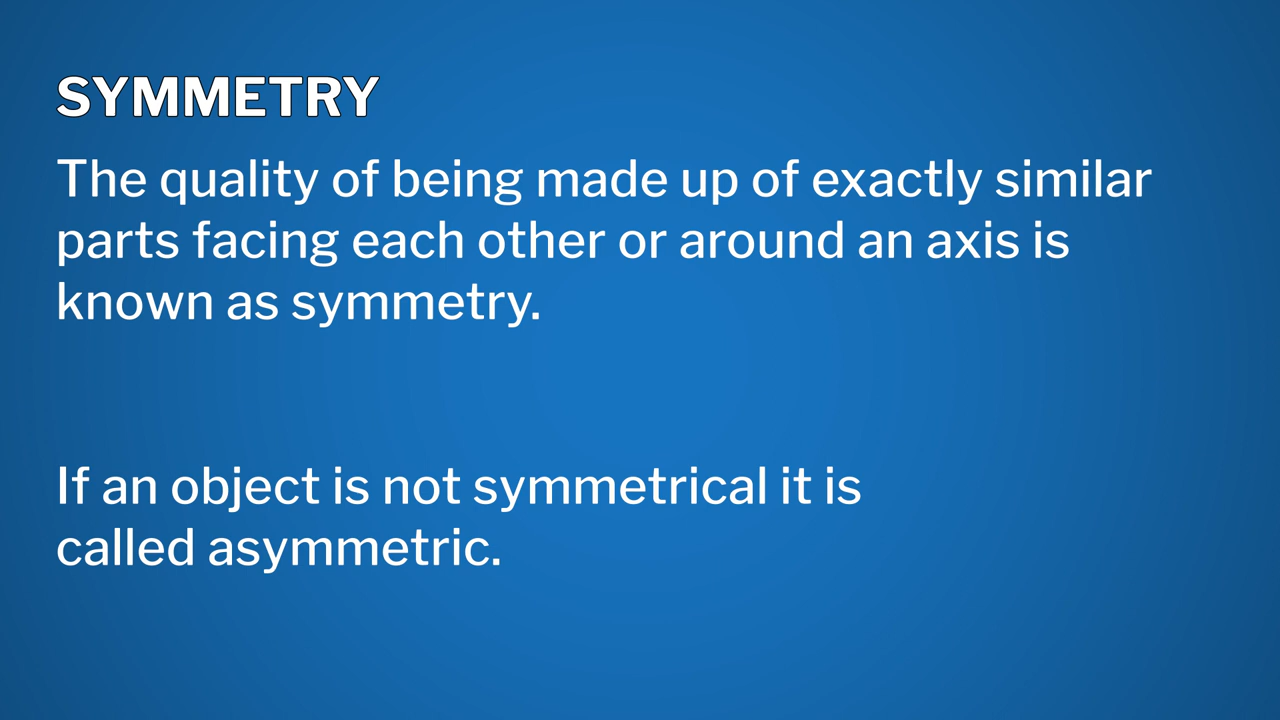 SYMMETRY
The quality of being made up of exactly similar
parts facing each other or around an axis is
known as symmetry.
If an object is not symmetrical it is
called asymmetric.